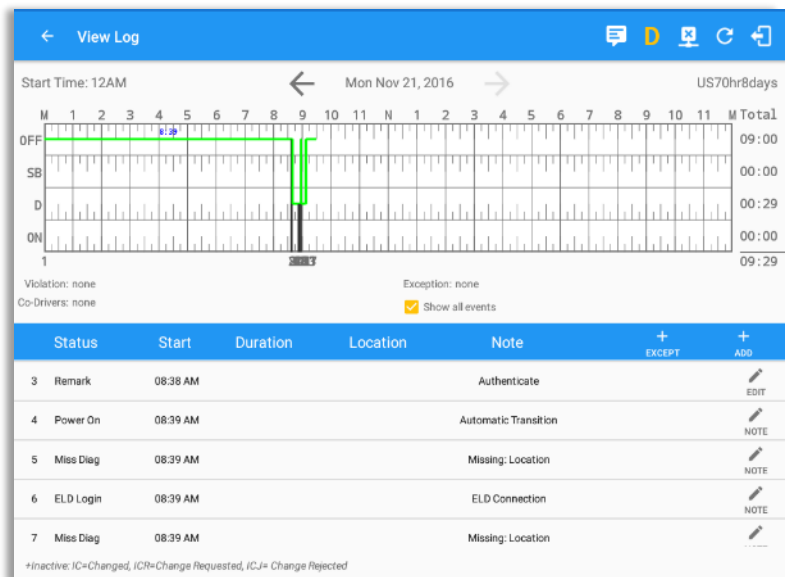 View Log D
Start Time: 12AM Mon Nov 21, 2016 US70hr8days
M 1 2 3 4 5 6 7 8 9 10 11 N 1 2 3 4 5 6 7 8 9 10 11 M Total
8:39
OFF 09:00
SB 00:00
D 00:29
ON 00:00
1 09:29
Violation: none Exception: none
Co-Drivers: none Show all events
Status Start Duration Location Note + EXCEPT + ADD
3 Remark 08:38 AM Authenticate EDIT
4 Power On 08:39 AM Automatic Transition NOTE
5 Miss Diag 08:39 AM Missing: Location NOTE
6 ELD Login 08:39 AM ELD Connection NOTE
7 Miss Diag 08:39 AM Missing: Location
+Inactive: IC=Changed, ICR=Change Requested, ICJ= Change Rejected